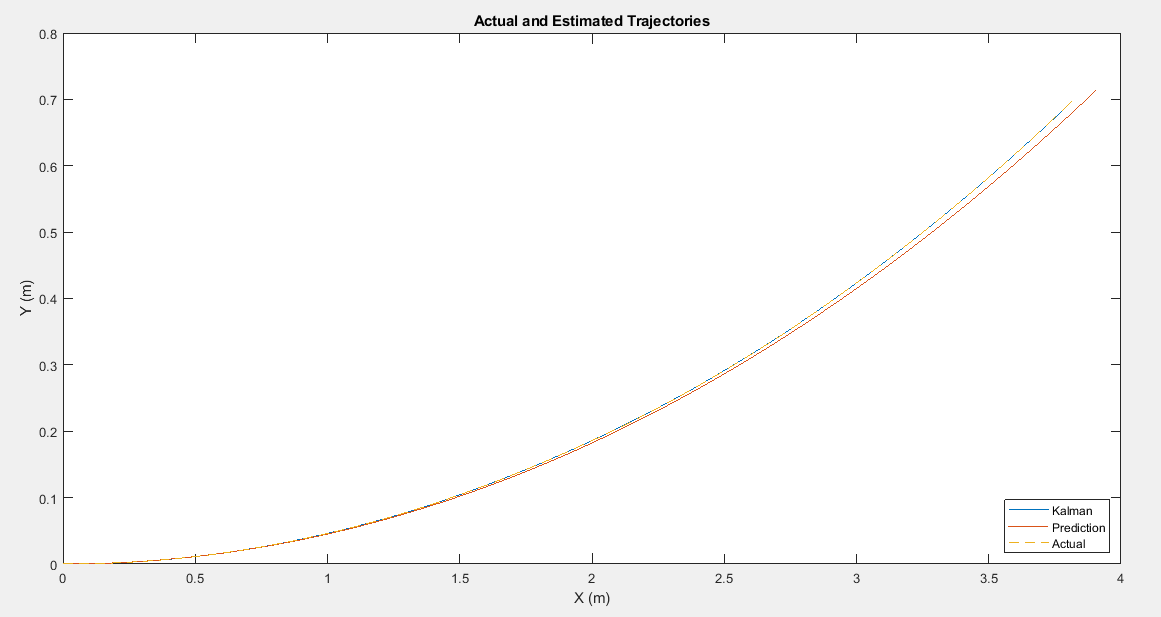 Actual and Estimated Trajectories
0.8
0.7
0.6
0.5
0.4
0.3
0.2
0.1
0
Y (m)
0 0.5 1 1.5 2 2.5 3 3.5 4
X (m)
Kalman
Prediction
Actual